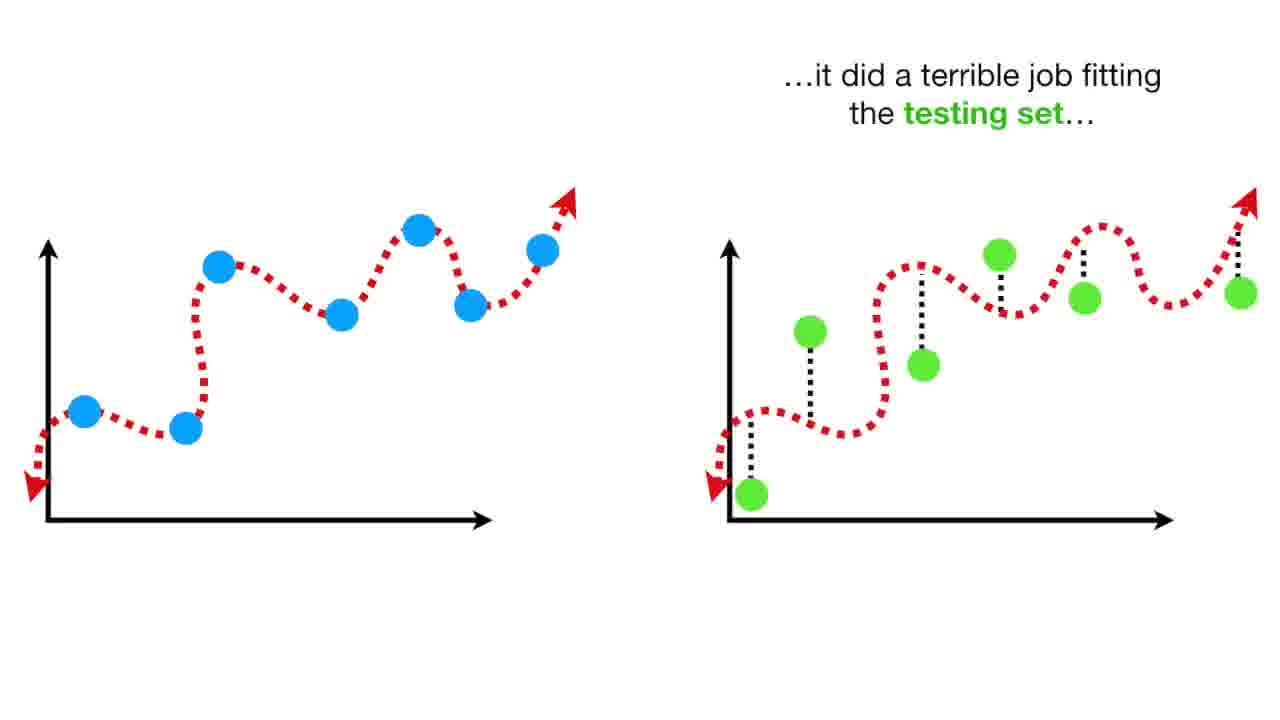 …it did a terrible job fitting
the testing set…